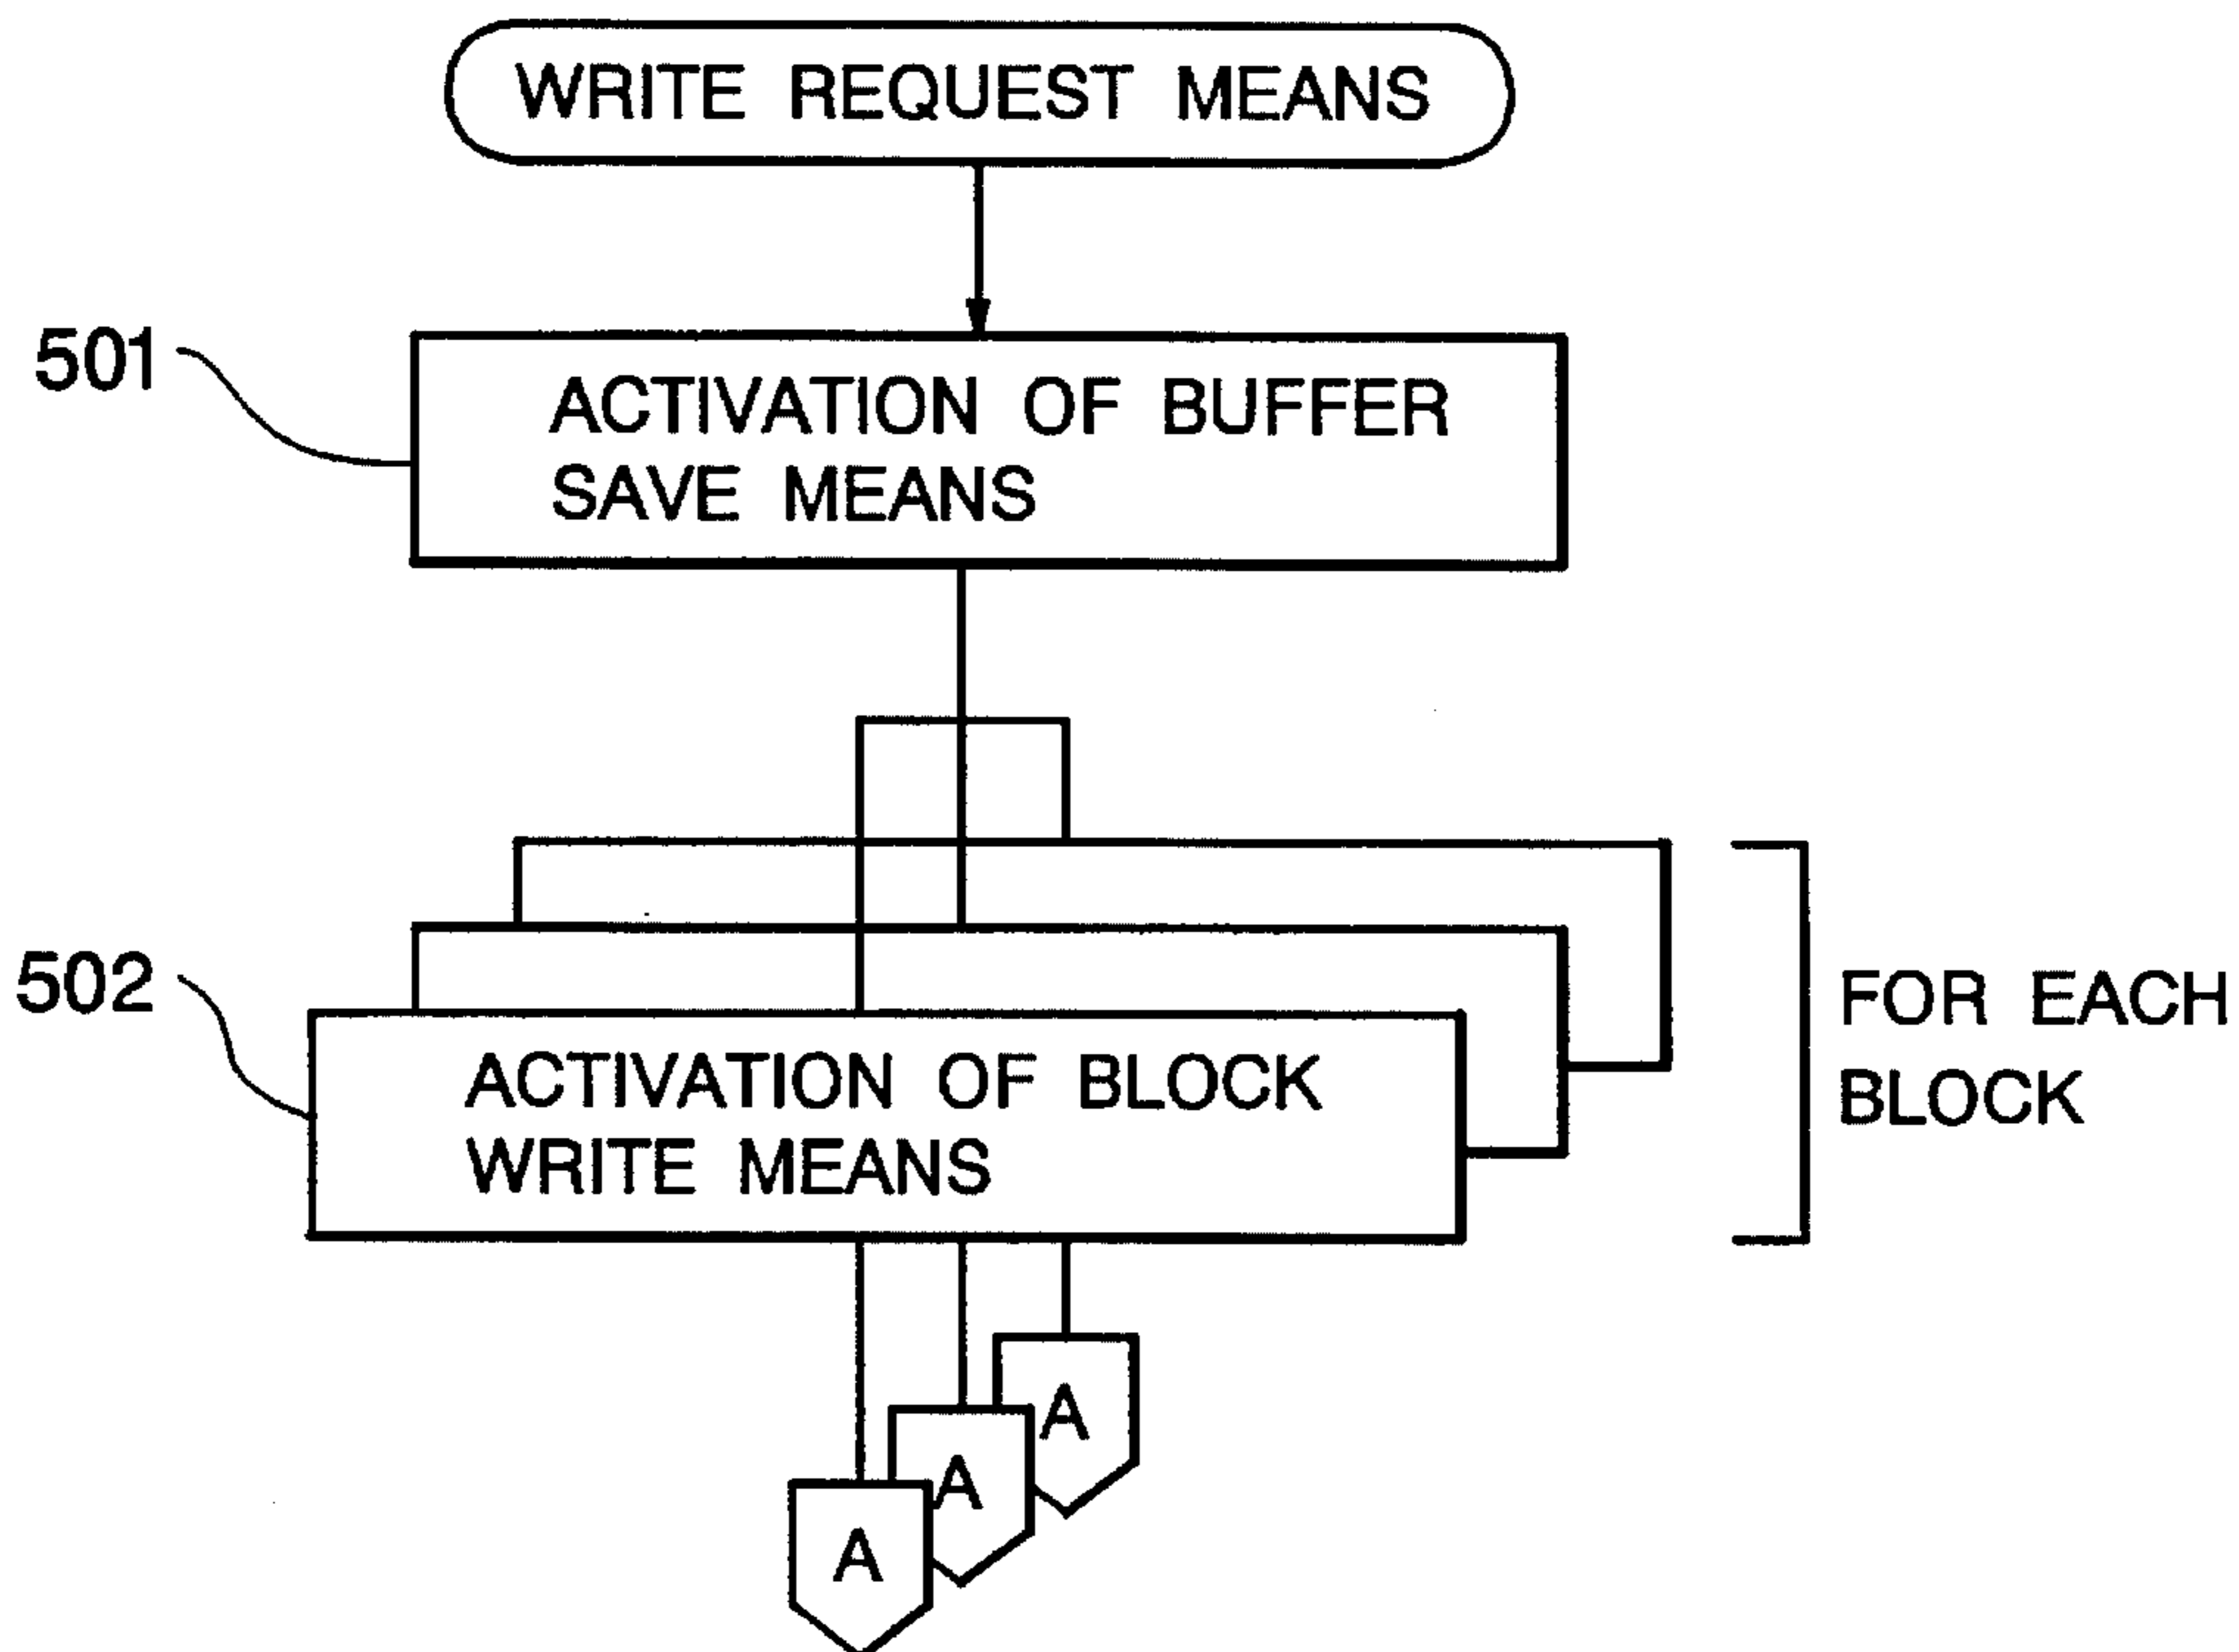 WRITE REQUEST MEANS
501
ACTIVATION OF BUFFER
SAVE MEANS
502
ACTIVATION OF BLOCK
WRITE MEANS
FOR EACH
BLOCK
A
A
A